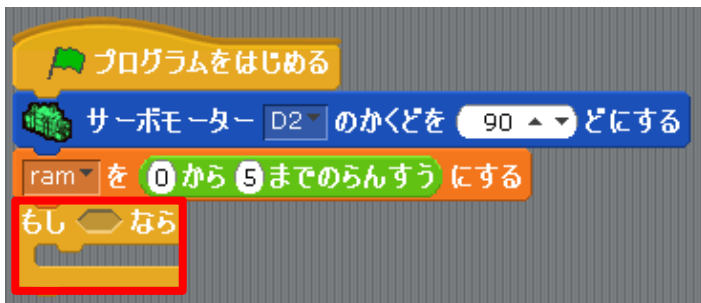 プログラムをはじめる
サーボモーター D2 のかくどを 90 どにする
ram を 0 から 5 までのらんすう にする
もし なら